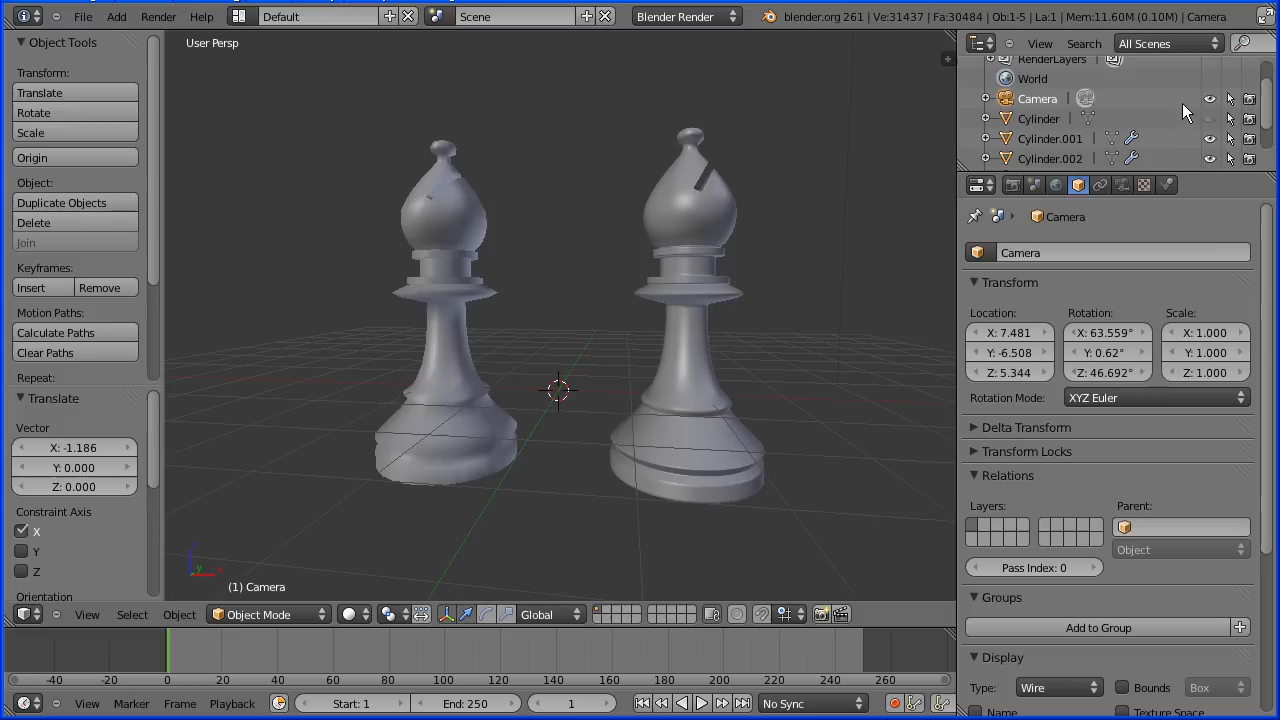 File Add Render Help Default Scene Blender Render blender.org 261 | Ve:31437 | Fa:30484 | Ob:1-5 | La:1 | Mem:11.60M (0.10M) | Camera
Object Tools
Transform:
Translate
Rotate
Scale
Origin
Object:
Duplicate Objects
Delete
Join
Keyframes:
Insert Remove
Motion Paths:
Calculate Paths
Clear Paths
Repeat:
Translate
Vector
X: -1.186
Y: 0.000
Z: 0.000
Constraint Axis
X
Y
Z
Orientation
User Persp
y
x
(1) Camera
View Select Object Object Mode Global
-40 -20 0 20 40 60 80 100 120 140 160 180 200 220 240 260
View Marker Frame Playback Start: 1 End: 250 1 No Sync
View Search All Scenes
RenderLayers |
World
Camera |
Cylinder |
Cylinder.001 |
Cylinder.002 |
Camera
Camera
Transform
Location: Rotation: Scale:
X: 7.481 X: 63.559° X: 1.000
Y: -6.508 Y: 0.62° Y: 1.000
Z: 5.344 Z: 46.692° Z: 1.000
Rotation Mode: XYZ Euler
Delta Transform
Transform Locks
Relations
Layers: Parent:
Object
Pass Index: 0
Groups
Add to Group
Display
Type: Wire Bounds Box
Name Texture Space